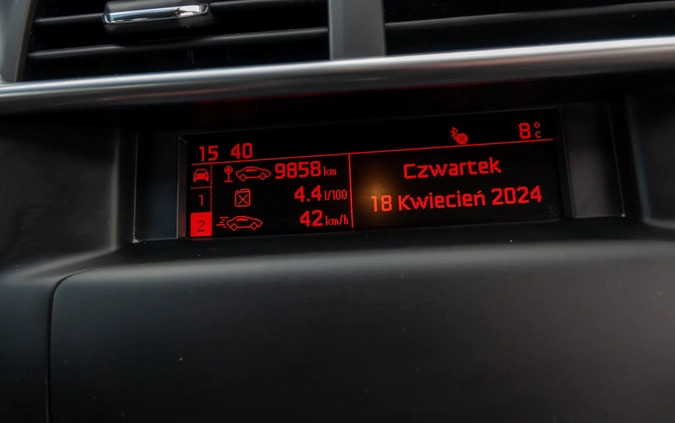 15 40
8°C
9858 km
1
4.4 l/100
2
42 km/h
Czwartek
18 Kwiecień 2024